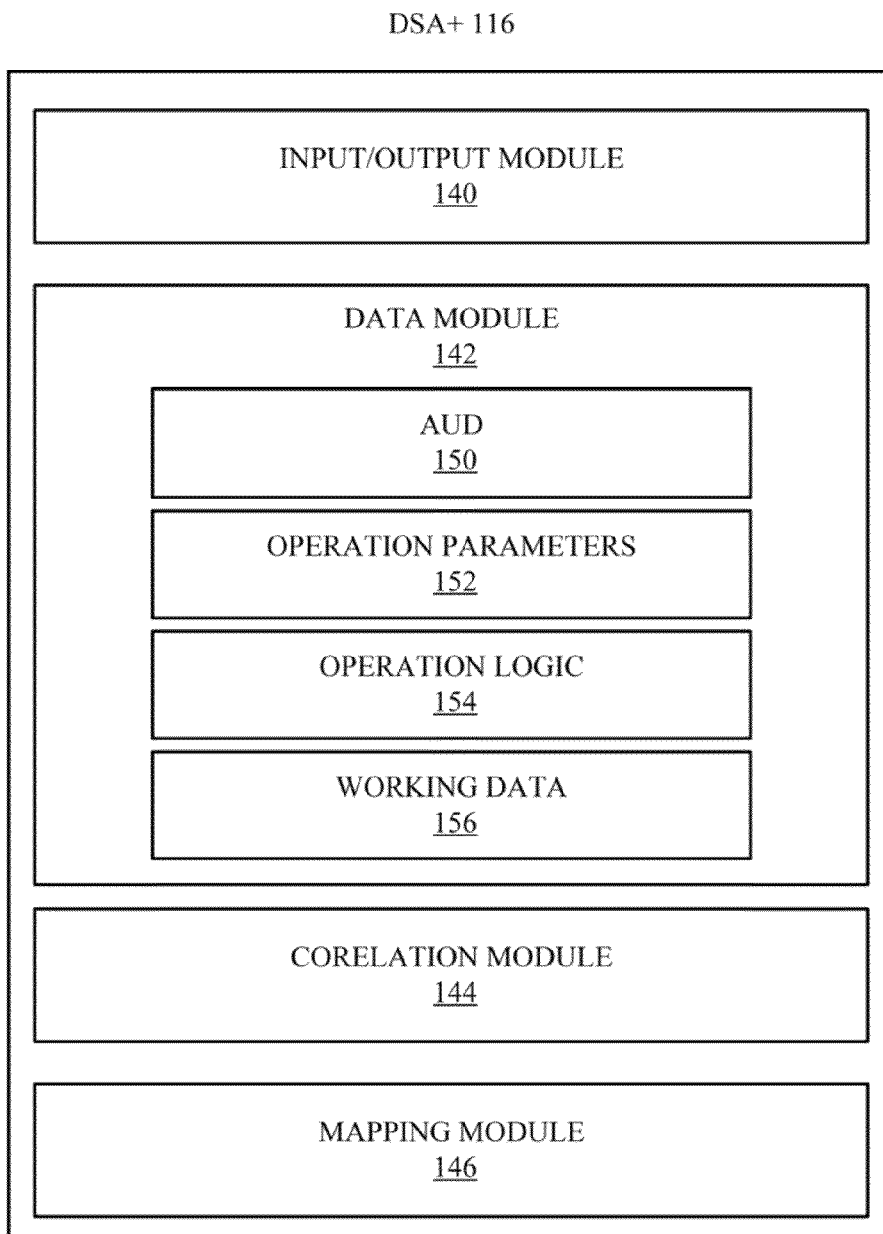 DSA+ 116
INPUT/OUTPUT MODULE
140
DATA MODULE
142
AUD
150
OPERATION PARAMETERS
152
OPERATION LOGIC
154
WORKING DATA
156
CORELATION MODULE
144
MAPPING MODULE
146